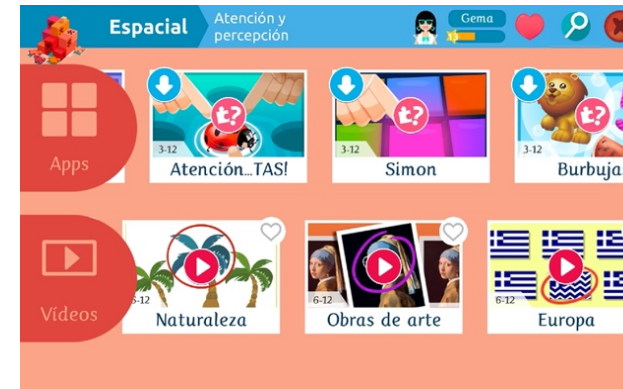 Espacial
Atención y
percepción
Gema
Apps
3-12
Atención...TAS!
3-12
Simon
3-12
Burbuja
Vídeos
6-12
Naturaleza
6-12
Obras de arte
6-12
Europa